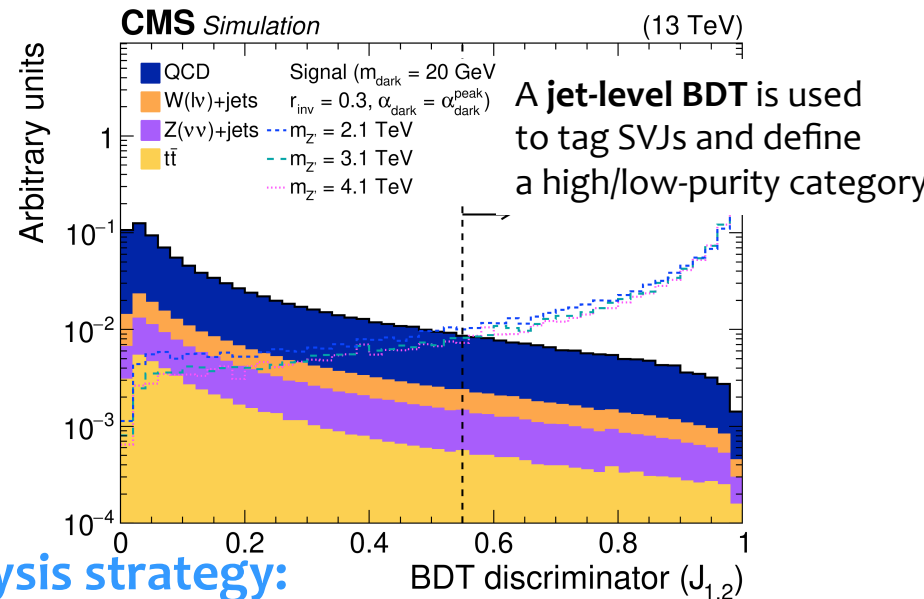 CMS Simulation (13 TeV)
Arbitrary units
QCD
W(lν)+jets
Z(νν)+jets
tt̄
Signal (m_dark = 20 GeV
r_inv = 0.3, α_dark = α_dark^peak)
m_Z' = 2.1 TeV
m_Z' = 3.1 TeV
m_Z' = 4.1 TeV
A jet-level BDT is used
to tag SVJs and define
a high/low-purity category
1
10⁻¹
10⁻²
10⁻³
10⁻⁴
0 0.2 0.4 0.6 0.8 1
BDT discriminator (J_1,2)
ysis strategy: